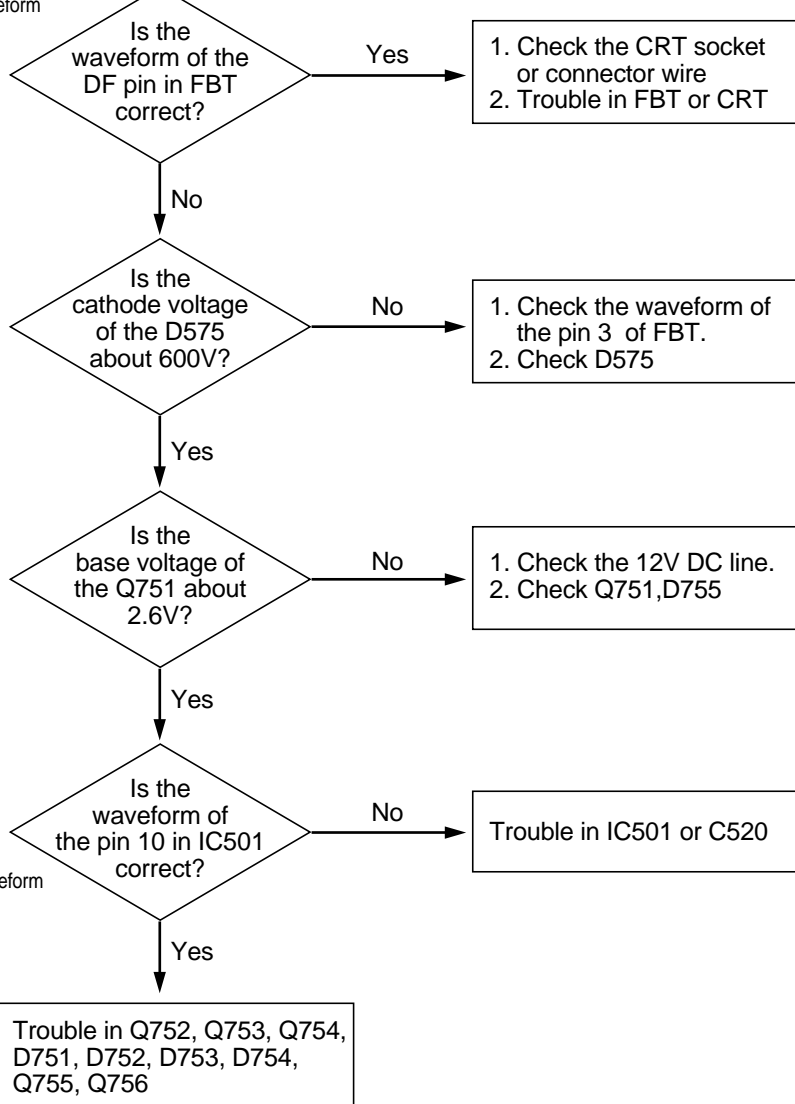 Is the
waveform of the
DF pin in FBT
correct?
Yes
1. Check the CRT socket
or connector wire
2. Trouble in FBT or CRT
No
Is the
cathode voltage
of the D575
about 600V?
No
1. Check the waveform of
the pin 3 of FBT.
2. Check D575
Yes
Is the
base voltage of
the Q751 about
2.6V?
No
1. Check the 12V DC line.
2. Check Q751,D755
Yes
Is the
waveform of
the pin 10 in IC501
correct?
No
Trouble in IC501 or C520
Yes
Trouble in Q752, Q753, Q754,
D751, D752, D753, D754,
Q755, Q756